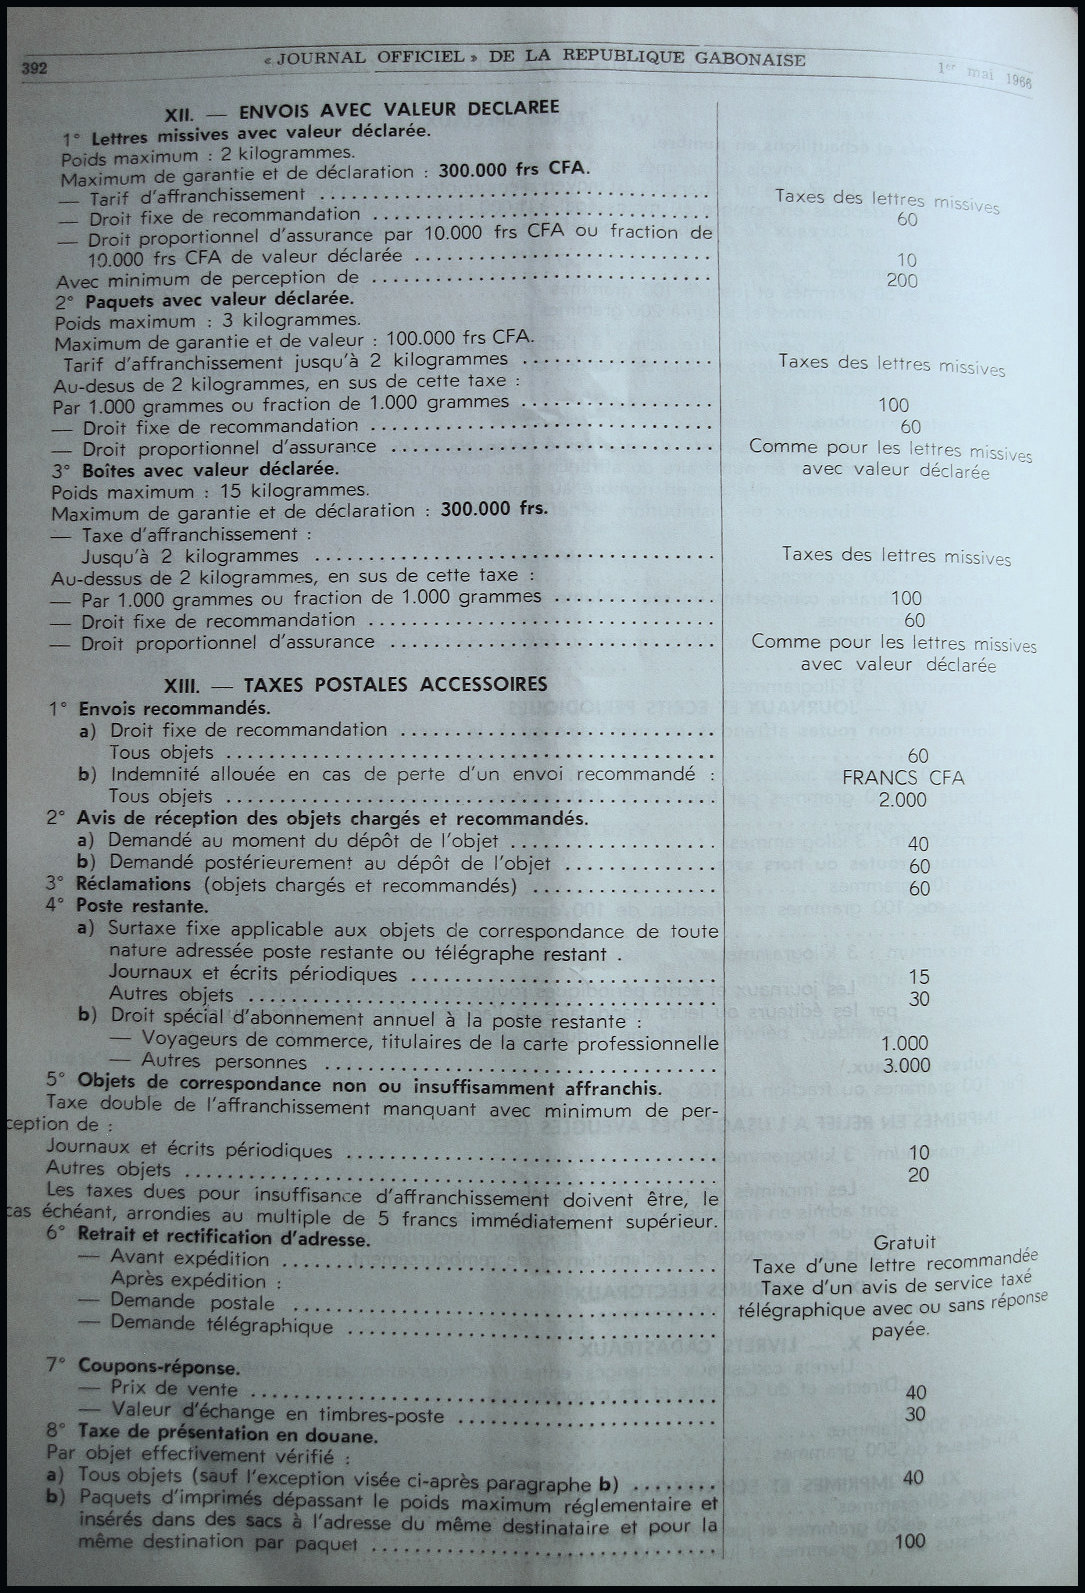 392
« JOURNAL OFFICIEL » DE LA REPUBLIQUE GABONAISE
1er mai 1966
XII. — ENVOIS AVEC VALEUR DECLAREE
1° Lettres missives avec valeur déclarée.
Poids maximum : 2 kilogrammes.
Maximum de garantie et de déclaration : 300.000 frs CFA.
— Tarif d'affranchissement ........ Taxes des lettres missives
— Droit fixe de recommandation ........ 60
— Droit proportionnel d'assurance par 10.000 frs CFA ou fraction de
10.000 frs CFA de valeur déclarée ........ 10
Avec minimum de perception de ........ 200
2° Paquets avec valeur déclarée.
Poids maximum : 3 kilogrammes.
Maximum de garantie et de valeur : 100.000 frs CFA.
Tarif d'affranchissement jusqu'à 2 kilogrammes ........ Taxes des lettres missives
Au-desus de 2 kilogrammes, en sus de cette taxe :
Par 1.000 grammes ou fraction de 1.000 grammes ........ 100
— Droit fixe de recommandation ........ 60
— Droit proportionnel d'assurance ........ Comme pour les lettres missives
avec valeur déclarée
3° Boîtes avec valeur déclarée.
Poids maximum : 15 kilogrammes.
Maximum de garantie et de déclaration : 300.000 frs.
— Taxe d'affranchissement :
Jusqu'à 2 kilogrammes ........ Taxes des lettres missives
Au-dessus de 2 kilogrammes, en sus de cette taxe :
— Par 1.000 grammes ou fraction de 1.000 grammes ........ 100
— Droit fixe de recommandation ........ 60
— Droit proportionnel d'assurance ........ Comme pour les lettres missives
avec valeur déclarée
XIII. — TAXES POSTALES ACCESSOIRES
1° Envois recommandés.
a) Droit fixe de recommandation ........
Tous objets ........ 60
b) Indemnité allouée en cas de perte d'un envoi recommandé : FRANCS CFA
Tous objets ........ 2.000
2° Avis de réception des objets chargés et recommandés.
a) Demandé au moment du dépôt de l'objet ........ 40
b) Demandé postérieurement au dépôt de l'objet ........ 60
3° Réclamations (objets chargés et recommandés) ........ 60
4° Poste restante.
a) Surtaxe fixe applicable aux objets de correspondance de toute
nature adressée poste restante ou télégraphe restant .
Journaux et écrits périodiques ........ 15
Autres objets ........ 30
b) Droit spécial d'abonnement annuel à la poste restante :
— Voyageurs de commerce, titulaires de la carte professionnelle 1.000
— Autres personnes ........ 3.000
5° Objets de correspondance non ou insuffisamment affranchis.
Taxe double de l'affranchissement manquant avec minimum de per-
ception de :
Journaux et écrits périodiques ........ 10
Autres objets ........ 20
Les taxes dues pour insuffisance d'affranchissement doivent être, le
cas échéant, arrondies au multiple de 5 francs immédiatement supérieur.
6° Retrait et rectification d'adresse.
— Avant expédition ........ Gratuit
Après expédition :
— Demande postale ........ Taxe d'une lettre recommandée
— Demande télégraphique ........ Taxe d'un avis de service taxé
télégraphique avec ou sans réponse
payée.
7° Coupons-réponse.
— Prix de vente ........ 40
— Valeur d'échange en timbres-poste ........ 30
8° Taxe de présentation en douane.
Par objet effectivement vérifié :
a) Tous objets (sauf l'exception visée ci-après paragraphe b) ........ 40
b) Paquets d'imprimés dépassant le poids maximum réglementaire et
insérés dans des sacs à l'adresse du même destinataire et pour la
même destination par paquet ........ 100